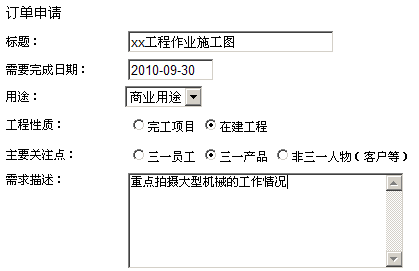 订单申请
标题： xx工程作业施工图
需要完成日期： 2010-09-30
用途： 商业用途
工程性质： 完工项目 在建工程
主要关注点： 三一员工 三一产品 非三一人物（客户等）
需求描述： 重点拍摄大型机械的工作情况